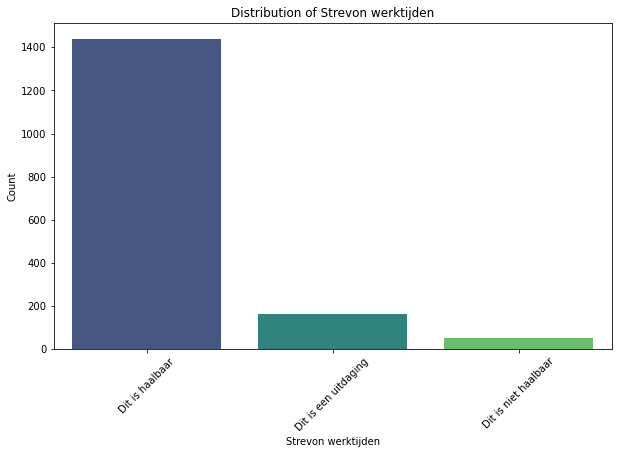 Distribution of Strevon werktijden
Count
1400
1200
1000
800
600
400
200
0
Dit is haalbaar
Dit is een uitdaging
Dit is niet haalbaar
Strevon werktijden